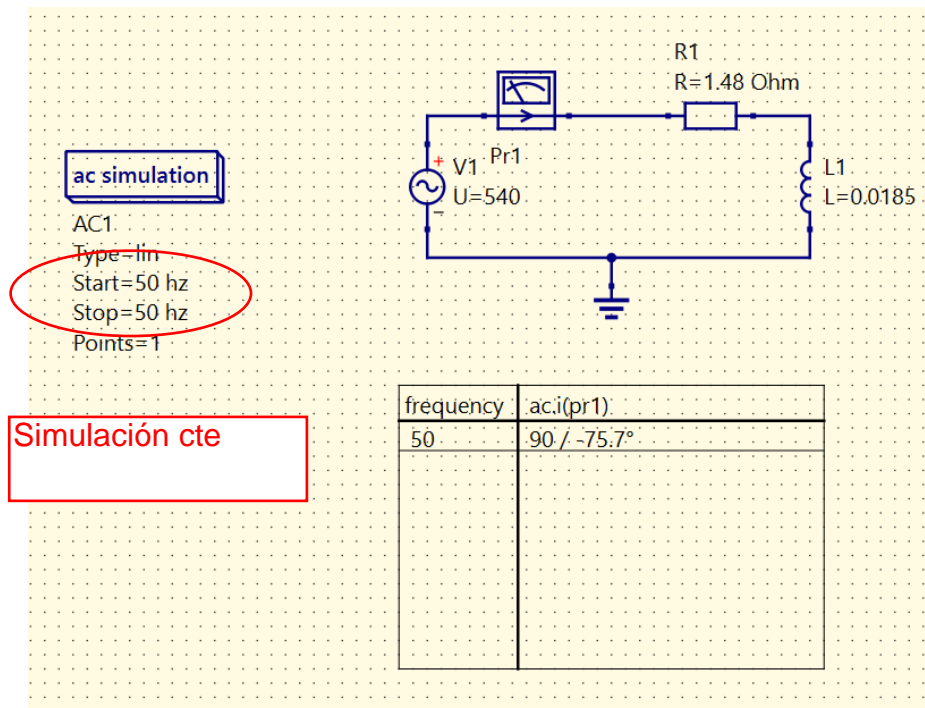 R1
R=1.48 Ohm
ac simulation
Pr1
+
V1
U=540
−
L1
L=0.0185
AC1
Type=lin
Start=50 hz
Stop=50 hz
Points=1
frequency ac.i(pr1)
50 90 / -75.7°
Simulación cte